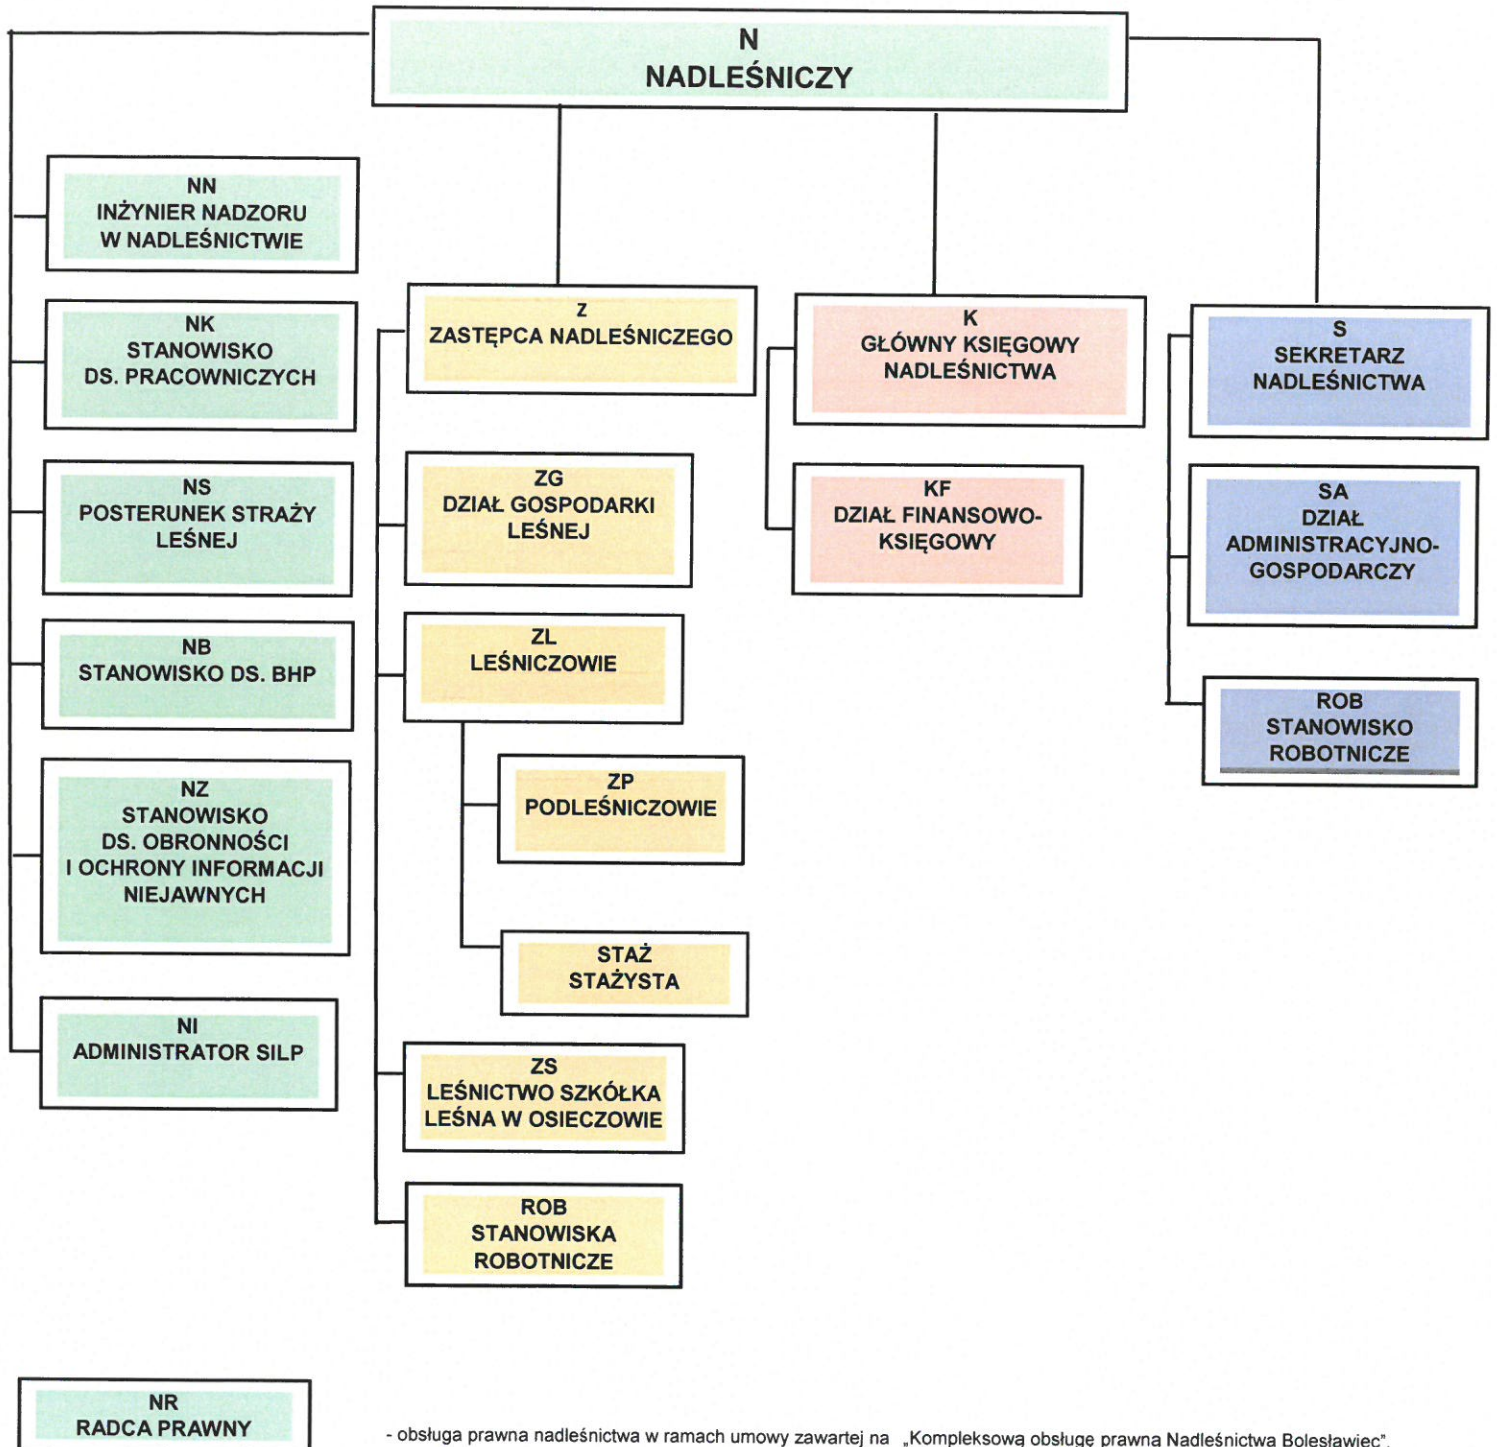 N
NADLEŚNICZY
NN
INŻYNIER NADZORU
W NADLEŚNICTWIE
NK
STANOWISKO
DS. PRACOWNICZYCH
NS
POSTERUNEK STRAŻY
LEŚNEJ
NB
STANOWISKO DS. BHP
NZ
STANOWISKO
DS. OBRONNOŚCI
I OCHRONY INFORMACJI
NIEJAWNYCH
NI
ADMINISTRATOR SILP
Z
ZASTĘPCA NADLEŚNICZEGO
ZG
DZIAŁ GOSPODARKI
LEŚNEJ
ZL
LEŚNICZOWIE
ZP
PODLEŚNICZOWIE
STAŻ
STAŻYSTA
ZS
LEŚNICTWO SZKÓŁKA
LEŚNA W OSIECZOWIE
ROB
STANOWISKA
ROBOTNICZE
K
GŁÓWNY KSIĘGOWY
NADLEŚNICTWA
KF
DZIAŁ FINANSOWO-
KSIĘGOWY
S
SEKRETARZ
NADLEŚNICTWA
SA
DZIAŁ
ADMINISTRACYJNO-
GOSPODARCZY
ROB
STANOWISKO
ROBOTNICZE
NR
RADCA PRAWNY
- obsługa prawna nadleśnictwa w ramach umowy zawartej na „Kompleksową obsługę prawna Nadleśnictwa Bolesławiec”.